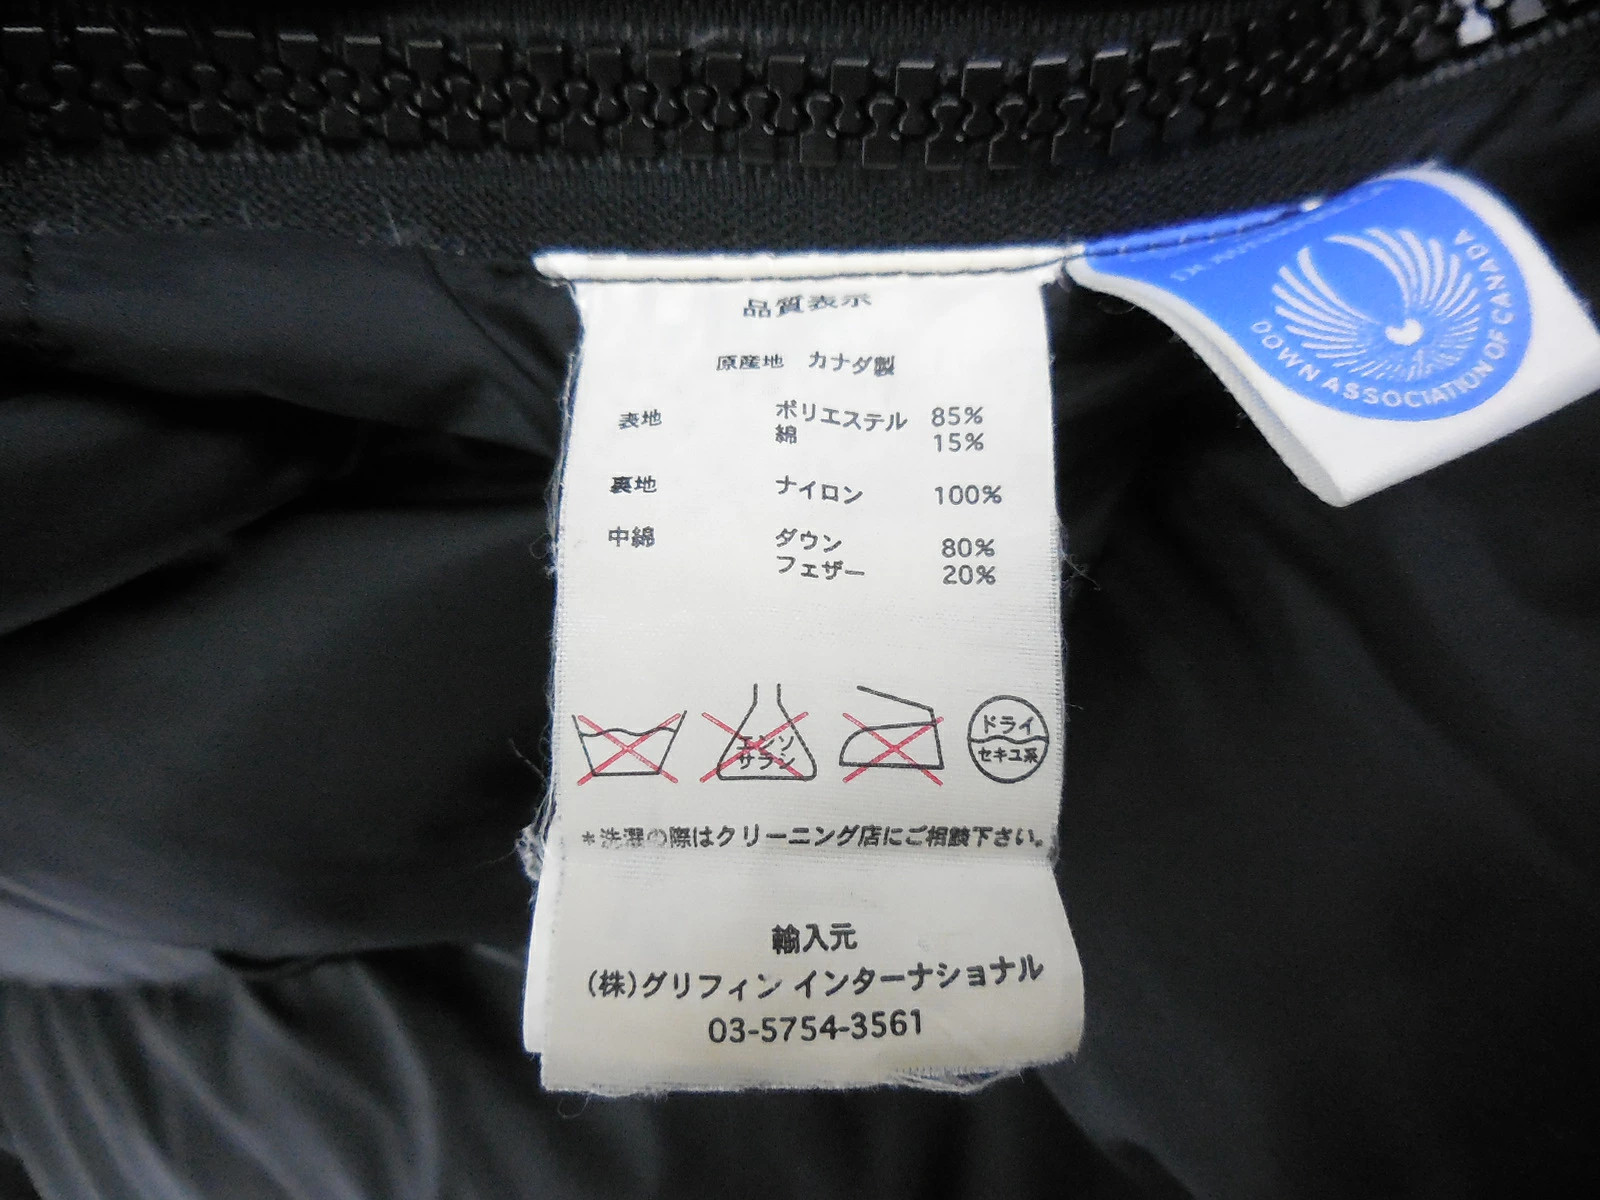 品質表示
原産地 カナダ製
表地 ポリエステル 85%
綿 15%
裏地 ナイロン 100%
中綿 ダウン 80%
フェザー 20%
エンソ
サラシ
ドライ
セキユ系
*洗濯の際はクリーニング店にご相談下さい。
輸入元
(株)グリフィン インターナショナル
03-5754-3561
DOWN ASSOCIATION OF CANADA